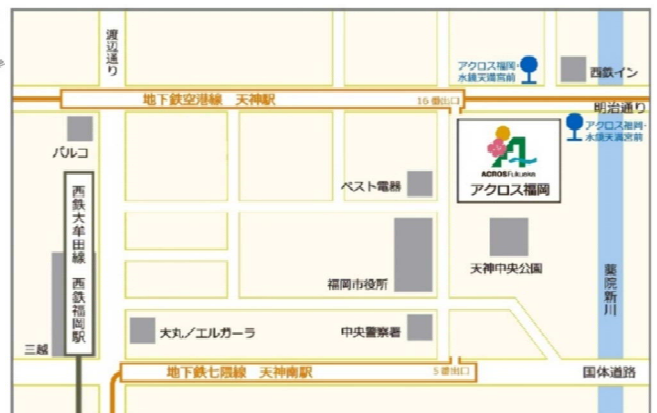 渡辺通り
アクロス福岡・
水鏡天満宮前
西鉄イン
地下鉄空港線 天神駅
16番出口
明治通り
アクロス福岡・
水鏡天満宮前
パルコ
ACROSFukuoka
アクロス福岡
ベスト電器
西鉄大牟田線 西鉄福岡駅
天神中央公園
福岡市役所
薬院新川
大丸/エルガーラ
中央警察署
三越
地下鉄七隈線 天神南駅
5番出口
国体道路